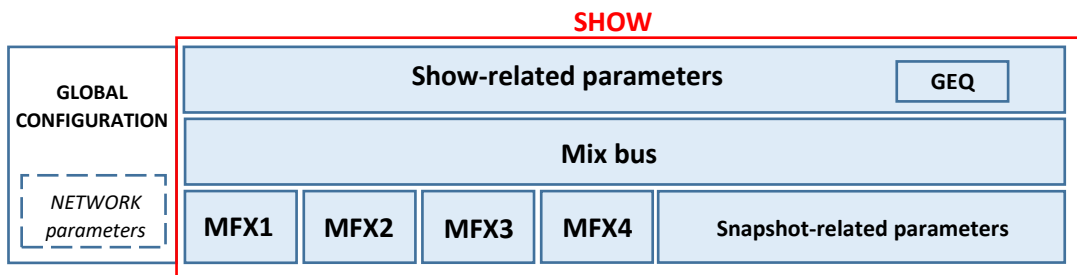 SHOW
GLOBAL
CONFIGURATION
NETWORK
parameters
Show-related parameters
GEQ
Mix bus
MFX1
MFX2
MFX3
MFX4
Snapshot-related parameters